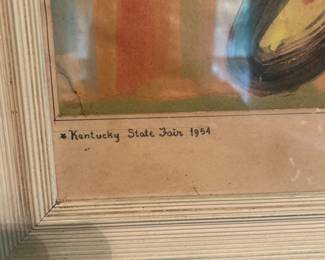 * Kentucky State Fair 1954